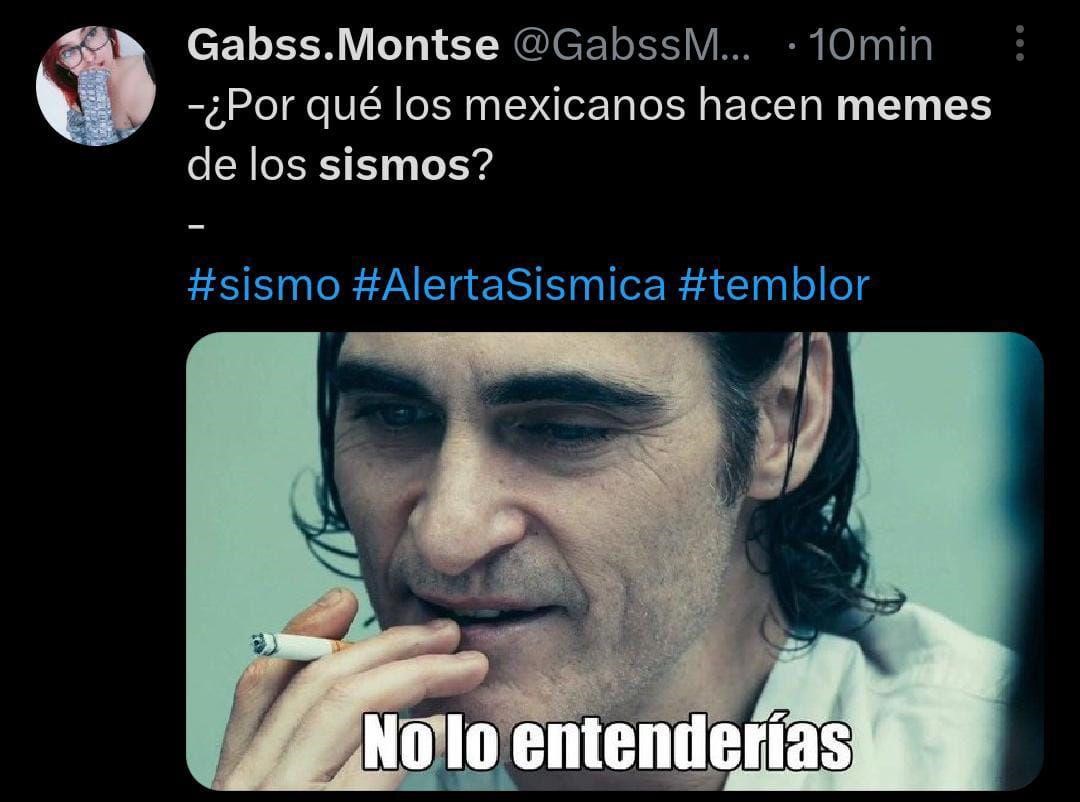 Gabss.Montse @GabssM... · 10min
-¿Por qué los mexicanos hacen memes
de los sismos?
-
#sismo #AlertaSismica #temblor
No lo entenderías